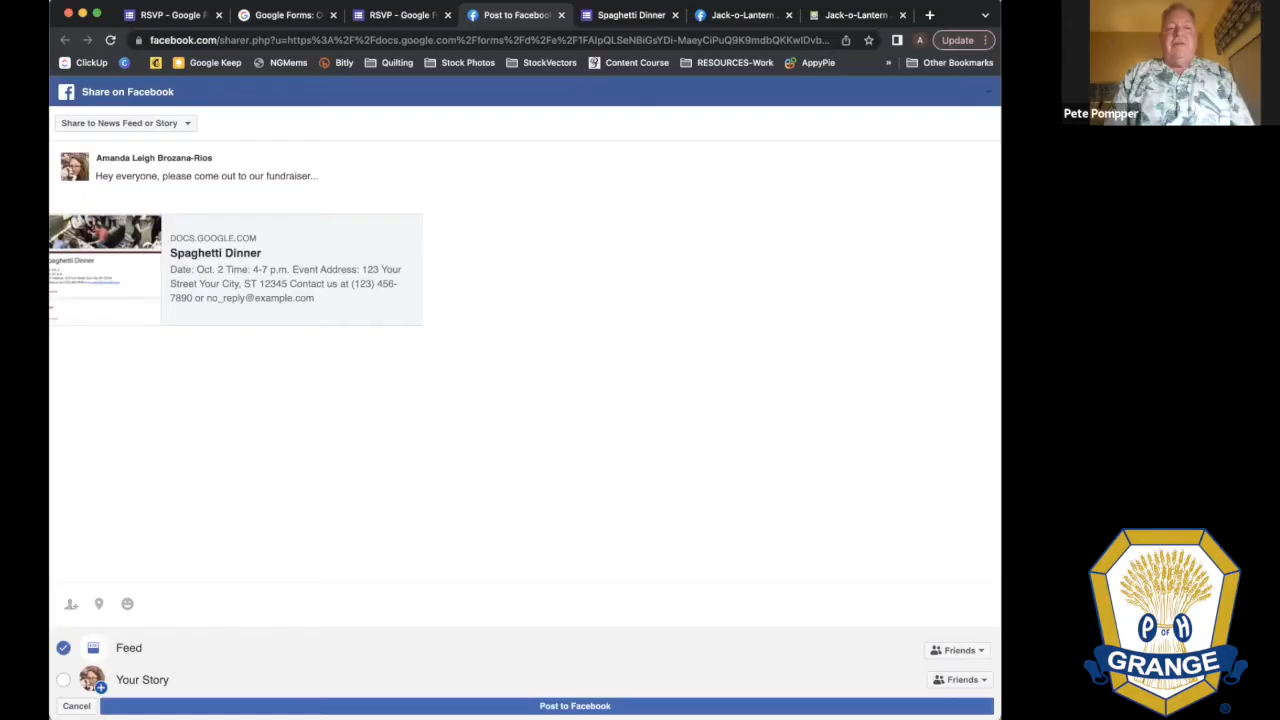 RSVP - Google F
Google Forms: O
RSVP - Google F
Post to Facebook
Spaghetti Dinner
Jack-o-Lantern
Jack-o-Lantern
facebook.com/sharer.php?u=https%3A%2F%2Fdocs.google.com%2Fforms%2Fd%2Fe%2F1FAIpQLSeNBiGsYDi-MaeyCiPuQ9K9mdbQKKwIDvb...
A
Update
ClickUp
Google Keep
NGMems
Bitly
Quilting
Stock Photos
StockVectors
Content Course
RESOURCES-Work
AppyPie
»
Other Bookmarks
Share on Facebook
Share to News Feed or Story
Amanda Leigh Brozana-Rios
Hey everyone, please come out to our fundraiser...
DOCS.GOOGLE.COM
Spaghetti Dinner
Date: Oct. 2 Time: 4-7 p.m. Event Address: 123 Your
Street Your City, ST 12345 Contact us at (123) 456-
7890 or no_reply@example.com
Feed
Friends
Your Story
Friends
Cancel
Post to Facebook
Pete Pompper
P OF H
GRANGE
®